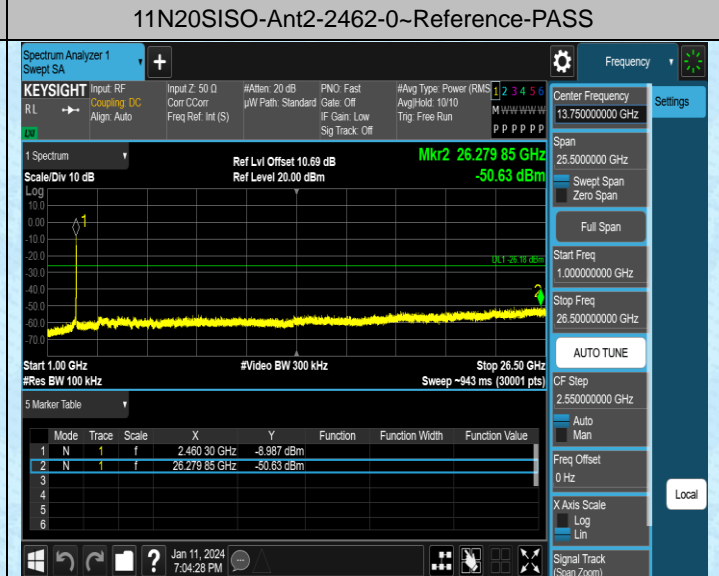 11N20SISO-Ant2-2462-0~Reference-PASS
Spectrum Analyzer 1
Swept SA
+
Frequency
KEYSIGHT
RL
Input: RF
Coupling: DC
Align: Auto
Input Z: 50 Ω
Corr CCorr
Freq Ref: Int (S)
#Atten: 20 dB
µW Path: Standard
PNO: Fast
Gate: Off
IF Gain: Low
Sig Track: Off
#Avg Type: Power (RMS
Avg|Hold: 10/10
Trig: Free Run
1 2 3 4 5 6
M W W W W W
P P P P P P
1 Spectrum
Scale/Div 10 dB
Log
Ref Lvl Offset 10.69 dB
Ref Level 20.00 dBm
Mkr2 26.279 85 GHz
-50.63 dBm
10.0
0.00
-10.0
-20.0
-30.0
-40.0
-50.0
-60.0
-70.0
1
DL1 -26.18 dBm
2
Start 1.00 GHz
#Res BW 100 kHz
#Video BW 300 kHz
Stop 26.50 GHz
Sweep ~943 ms (30001 pts)
5 Marker Table
Mode Trace Scale X Y Function Function Width Function Value
1 N 1 f 2.460 30 GHz -8.987 dBm
2 N 1 f 26.279 85 GHz -50.63 dBm
3
4
5
6
Center Frequency
13.750000000 GHz
Settings
Span
25.5000000 GHz
Swept Span
Zero Span
Full Span
Start Freq
1.000000000 GHz
Stop Freq
26.500000000 GHz
AUTO TUNE
CF Step
2.550000000 GHz
Auto
Man
Freq Offset
0 Hz
X Axis Scale
Log
Lin
Signal Track
(Span Zoom)
Local
?
Jan 11, 2024
7:04:28 PM